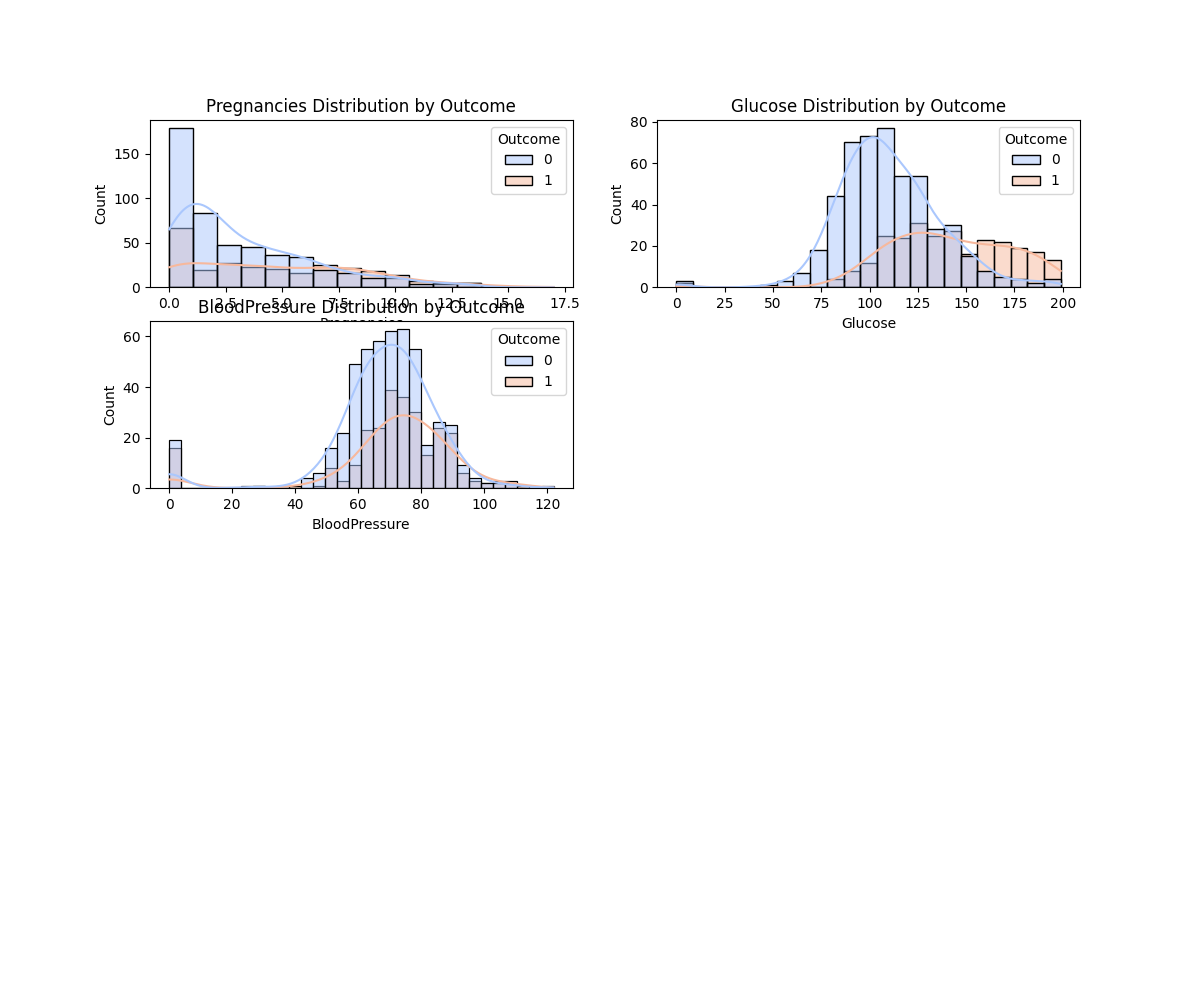 Pregnancies Distribution by Outcome
Count
150
100
50
0
Outcome
0
1
0.0 2.5 5.0 7.5 10.0 12.5 15.0 17.5
Pregnancies
Glucose Distribution by Outcome
Count
80
60
40
20
0
Outcome
0
1
0 25 50 75 100 125 150 175 200
Glucose
BloodPressure Distribution by Outcome
Count
60
40
20
0
Outcome
0
1
0 20 40 60 80 100 120
BloodPressure